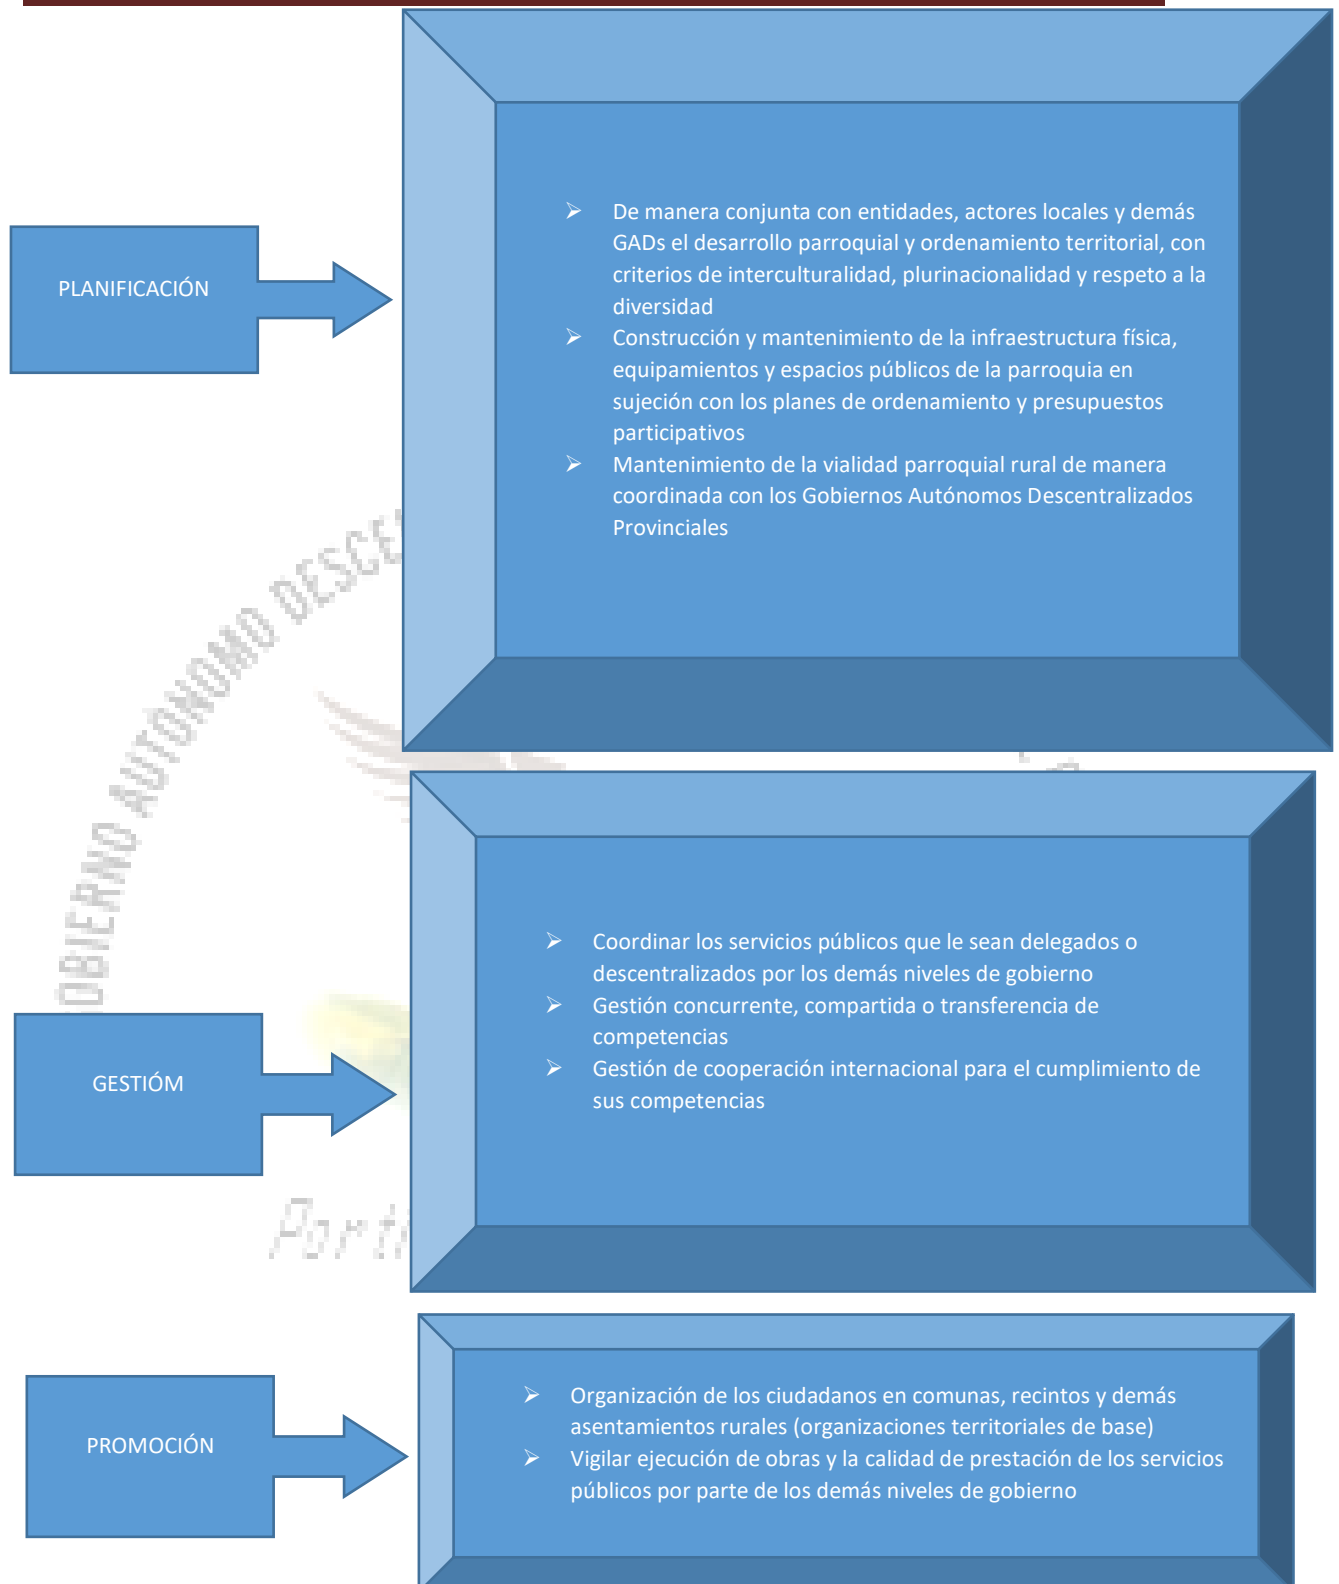 PLANIFICACIÓN
➢ De manera conjunta con entidades, actores locales y demás
GADs el desarrollo parroquial y ordenamiento territorial, con
criterios de interculturalidad, plurinacionalidad y respeto a la
diversidad
➢ Construcción y mantenimiento de la infraestructura física,
equipamientos y espacios públicos de la parroquia en
sujeción con los planes de ordenamiento y presupuestos
participativos
➢ Mantenimiento de la vialidad parroquial rural de manera
coordinada con los Gobiernos Autónomos Descentralizados
Provinciales
GESTIÓM
➢ Coordinar los servicios públicos que le sean delegados o
descentralizados por los demás niveles de gobierno
➢ Gestión concurrente, compartida o transferencia de
competencias
➢ Gestión de cooperación internacional para el cumplimiento de
sus competencias
PROMOCIÓN
➢ Organización de los ciudadanos en comunas, recintos y demás
asentamientos rurales (organizaciones territoriales de base)
➢ Vigilar ejecución de obras y la calidad de prestación de los servicios
públicos por parte de los demás niveles de gobierno
AUTONOMO